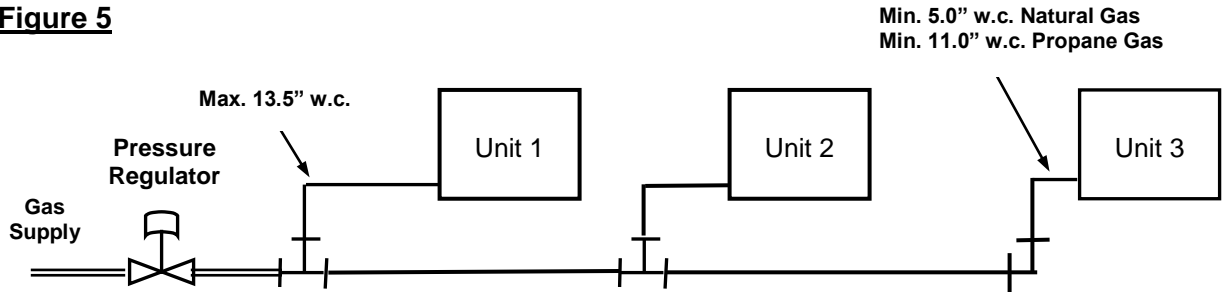 Figure 5
Min. 5.0” w.c. Natural Gas
Min. 11.0” w.c. Propane Gas
Max. 13.5” w.c.
Pressure
Regulator
Gas
Supply
Unit 1
Unit 2
Unit 3